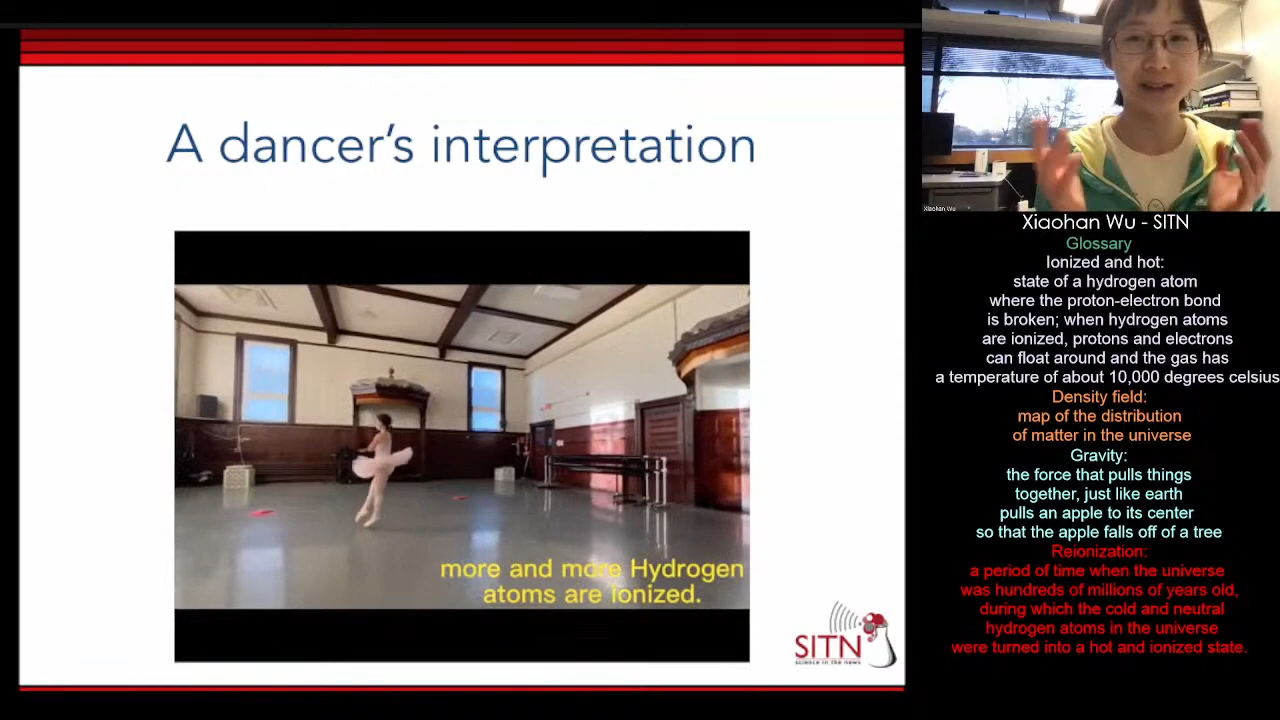 A dancer's interpretation
more and more Hydrogen
atoms are ionized.
SITN
science in the news
Xiaohan Wu
Xiaohan Wu - SITN
Glossary
Ionized and hot:
state of a hydrogen atom
where the proton-electron bond
is broken; when hydrogen atoms
are ionized, protons and electrons
can float around and the gas has
a temperature of about 10,000 degrees celsius
Density field:
map of the distribution
of matter in the universe
Gravity:
the force that pulls things
together, just like earth
pulls an apple to its center
so that the apple falls off of a tree
Reionization:
a period of time when the universe
was hundreds of millions of years old,
during which the cold and neutral
hydrogen atoms in the universe
were turned into a hot and ionized state.